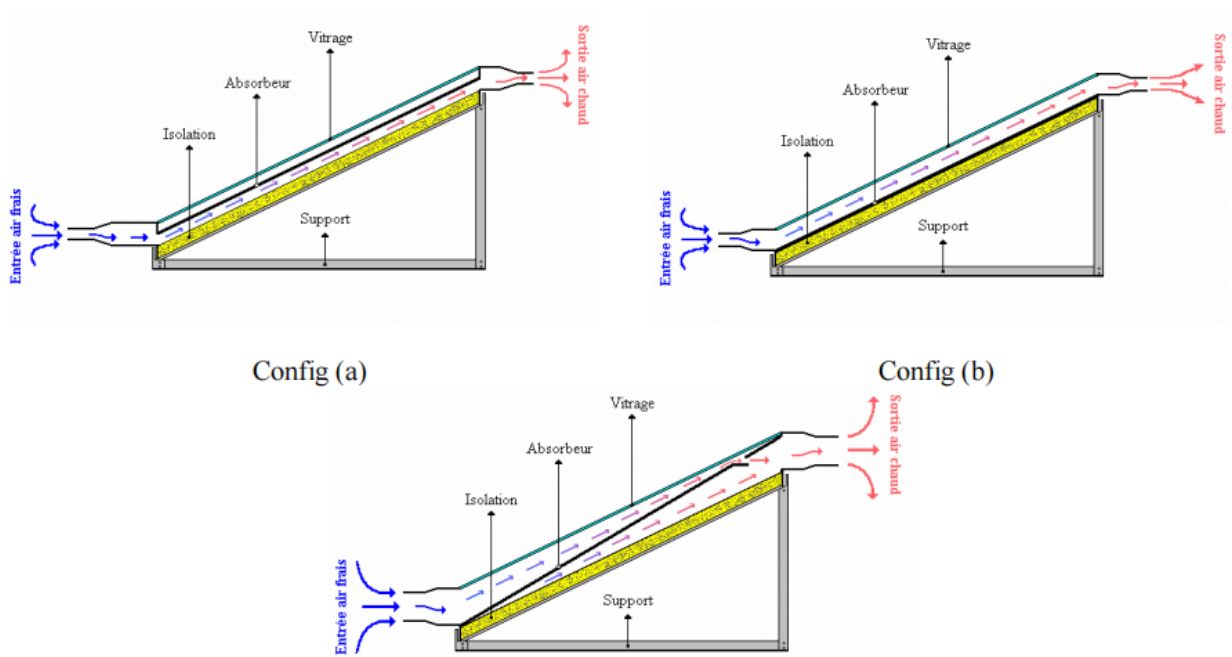 Vitrage
Absorbeur
Isolation
Support
Entrée air frais
Sortie air chaud
Config (a)
Vitrage
Absorbeur
Isolation
Support
Entrée air frais
Sortie air chaud
Config (b)
Vitrage
Absorbeur
Isolation
Support
Entrée air frais
Sortie air chaud